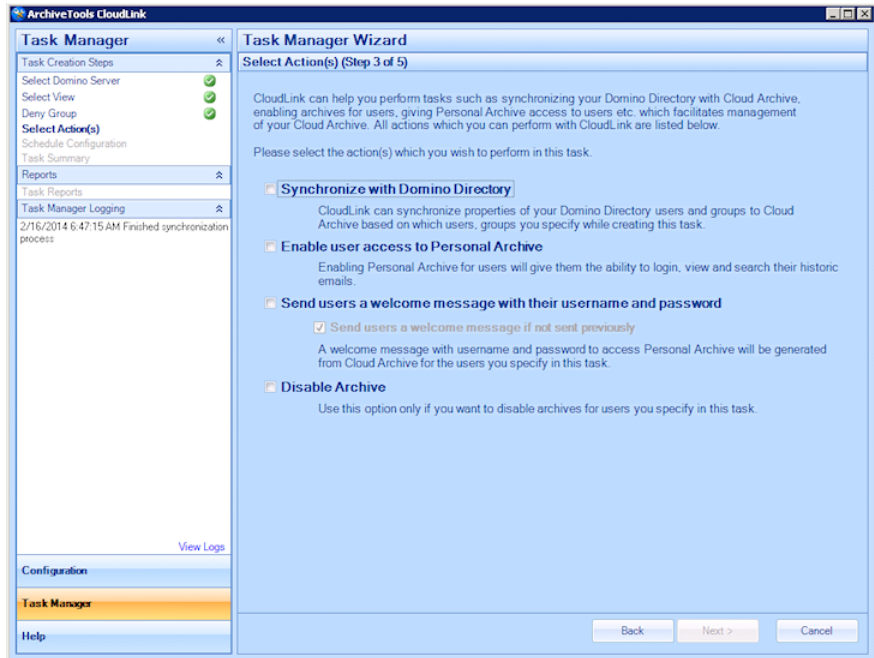 ArchiveTools CloudLink
Task Manager «
Task Creation Steps
Select Domino Server
Select View
Deny Group
Select Action(s)
Schedule Configuration
Task Summary
Reports
Task Reports
Task Manager Logging
2/16/2014 6:47:15 AM Finished synchronization
process
View Logs
Configuration
Task Manager
Help
Task Manager Wizard
Select Action(s) (Step 3 of 5)
CloudLink can help you perform tasks such as synchronizing your Domino Directory with Cloud Archive,
enabling archives for users, giving Personal Archive access to users etc. which facilitates management
of your Cloud Archive. All actions which you can perform with CloudLink are listed below.
Please select the action(s) which you wish to perform in this task.
Synchronize with Domino Directory
CloudLink can synchronize properties of your Domino Directory users and groups to Cloud
Archive based on which users, groups you specify while creating this task.
Enable user access to Personal Archive
Enabling Personal Archive for users will give them the ability to login, view and search their historic
emails.
Send users a welcome message with their username and password
Send users a welcome message if not sent previously
A welcome message with username and password to access Personal Archive will be generated
from Cloud Archive for the users you specify in this task.
Disable Archive
Use this option only if you want to disable archives for users you specify in this task.
Back Next > Cancel